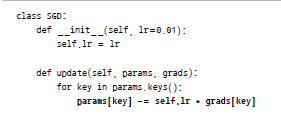 class SGD:
    def __init__(self, lr=0.01):
        self.lr = lr
    def update(self, params, grads):
        for key in params.keys():
            params[key] -= self.lr * grads[key]